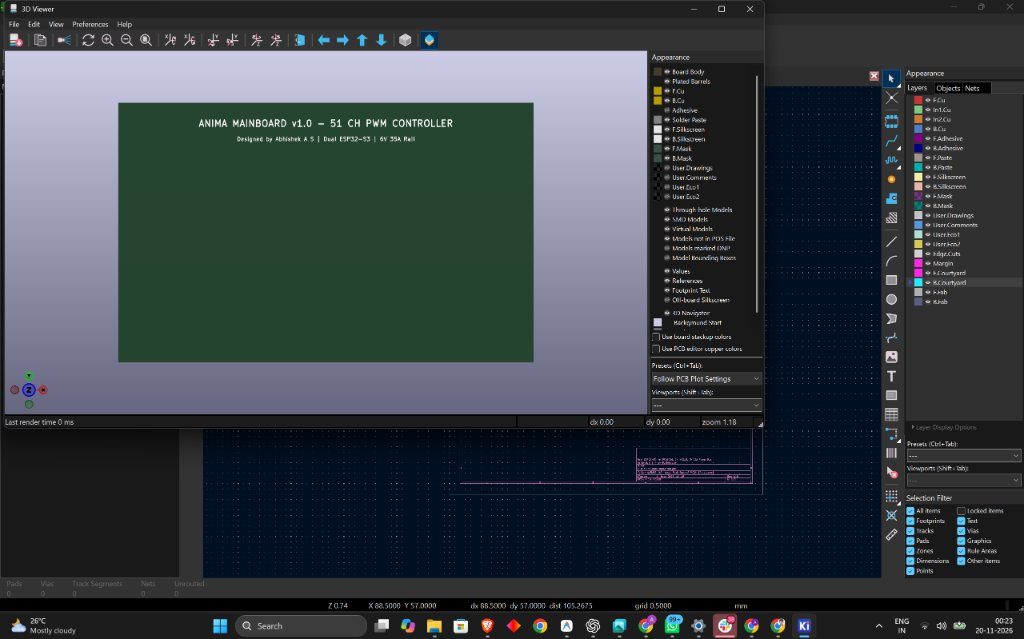 3D Viewer
File Edit View Preferences Help
ANIMA MAINBOARD v1.0 – 51 CH PWM CONTROLLER
Designed by Abhishek A S | Dual ESP32-S3 | 6V 35A Rail
Appearance
Board Body
Plated Barrels
F.Cu
B.Cu
Adhesive
Solder Paste
F.Silkscreen
B.Silkscreen
F.Mask
B.Mask
User.Drawings
User.Comments
User.Eco1
User.Eco2
Through-hole Models
SMD Models
Virtual Models
Models not in POS File
Models marked DNP
Model Bounding Boxes
Values
References
Footprint Text
Off-board Silkscreen
3D Navigator
Background Start
Use board stackup colors
Use PCB editor copper colors
Presets (Ctrl+Tab):
Follow PCB Plot Settings
Viewports (Shift+Tab):
---
Last render time 0 ms
dx 0.00
dy 0.00
zoom 1.18
Z
Appearance
Layers Objects Nets
F.Cu
In1.Cu
In2.Cu
B.Cu
F.Adhesive
B.Adhesive
F.Paste
B.Paste
F.Silkscreen
B.Silkscreen
F.Mask
B.Mask
User.Drawings
User.Comments
User.Eco1
User.Eco2
Edge.Cuts
Margin
F.Courtyard
B.Courtyard
F.Fab
B.Fab
Layer Display Options
Presets (Ctrl+Tab):
---
Viewports (Shift+Tab):
---
Selection Filter
All items Locked items
Footprints Text
Tracks Vias
Pads Graphics
Zones Rule Areas
Dimensions Other items
Points
Pads Vias Track Segments Nets Unrouted
0 0 0 0 0
Z 0.74 X 88.5000 Y 57.0000 dx 88.5000 dy 57.0000 dist 105.2675 grid 0.5000 mm
26°C
Mostly cloudy
Search
99+
Ki
ENG
IN
00:23
20-11-2026